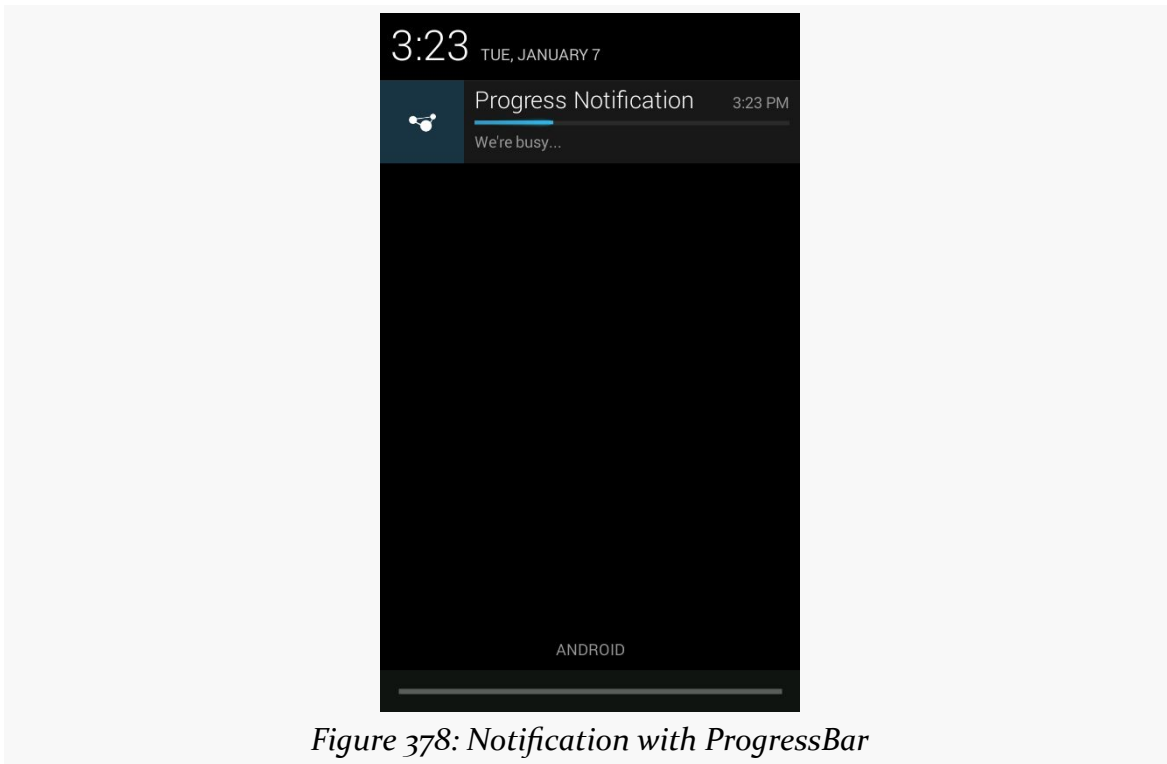 3:23 TUE, JANUARY 7
Progress Notification 3:23 PM
We're busy...
ANDROID
Figure 378: Notification with ProgressBar